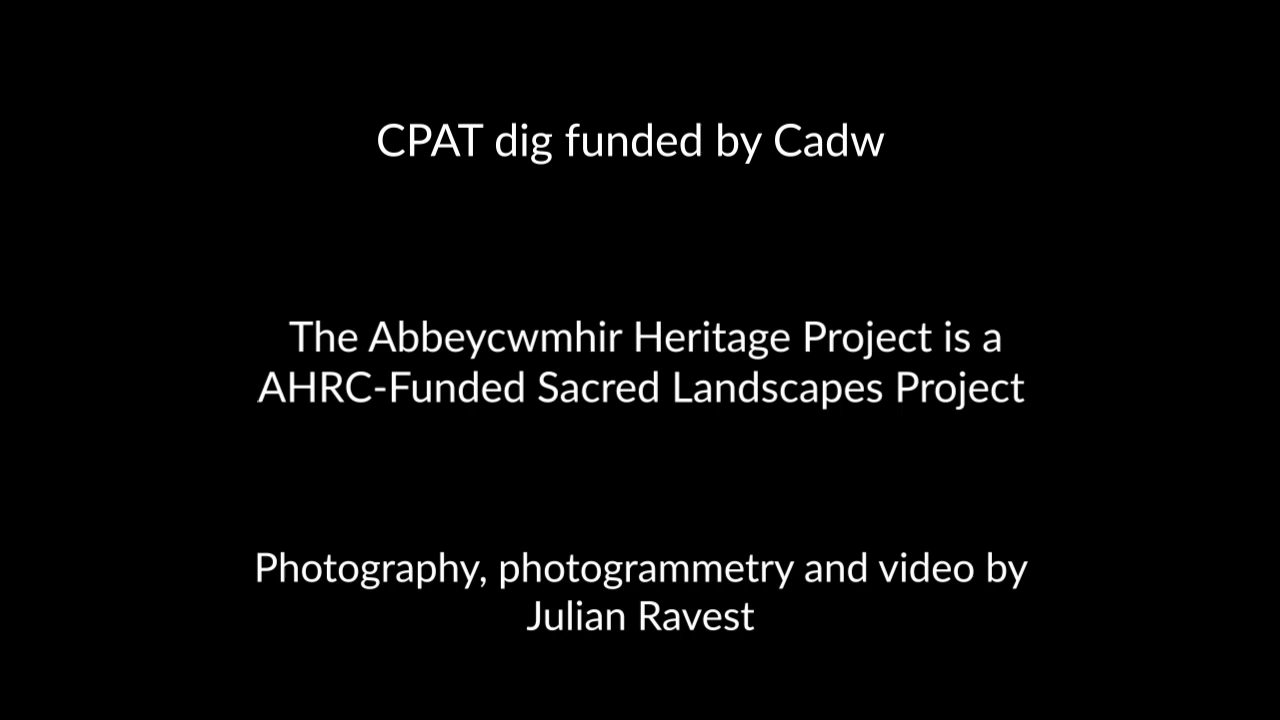 CPAT dig funded by Cadw
The Abbeycwmhir Heritage Project is a
AHRC-Funded Sacred Landscapes Project
Photography, photogrammetry and video by
Julian Ravest